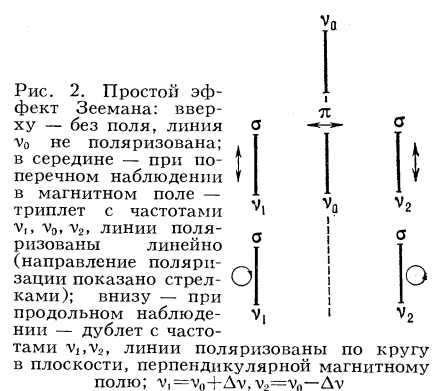 ν₀
Рис. 2. Простой эф-
фект Зеемана: ввер-
ху — без поля, линия
ν₀ не поляризована;
в середине — при по-
перечном наблюдении
в магнитном поле —
триплет с частотами
ν₁, ν₀, ν₂, линии поля-
ризованы линейно
(направление поляри-
зации показано стрел-
ками); внизу — при
продольном наблюде-
нии — дублет с часто-
тами ν₁,ν₂, линии поляризованы по кругу
в плоскости, перпендикулярной магнитному
полю; ν₁=ν₀+Δν, ν₂=ν₀—Δν
σ π σ
ν₁ ν₀ ν₂
σ σ
ν₁ ν₂